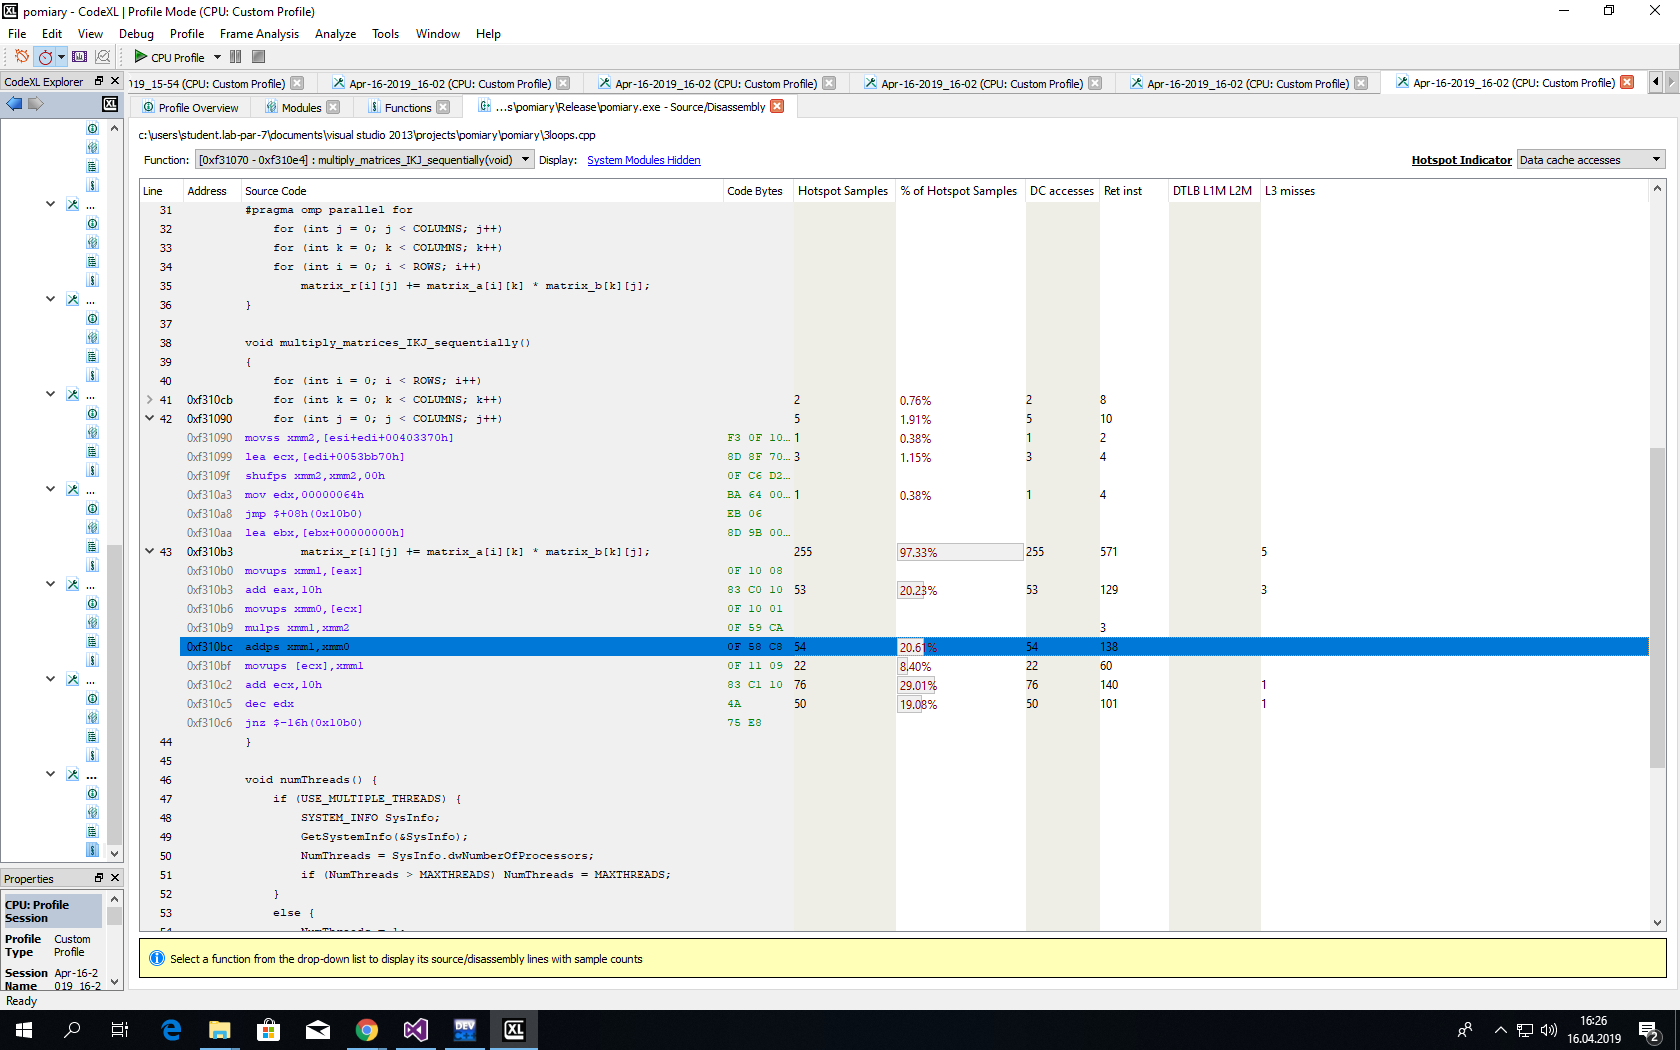 pomiary - CodeXL | Profile Mode (CPU: Custom Profile)
File Edit View Debug Profile Frame Analysis Analyze Tools Window Help
CPU Profile
CodeXL Explorer
019_15-54 (CPU: Custom Profile) Apr-16-2019_16-02 (CPU: Custom Profile) Apr-16-2019_16-02 (CPU: Custom Profile) Apr-16-2019_16-02 (CPU: Custom Profile) Apr-16-2019_16-02 (CPU: Custom Profile) Apr-16-2019_16-02 (CPU: Custom Profile)
Profile Overview Modules Functions ...s\pomiary\Release\pomiary.exe - Source/Disassembly
c:\users\student.lab-par-7\documents\visual studio 2013\projects\pomiary\pomiary\3loops.cpp
Function: [0xf31070 - 0xf310e4] : multiply_matrices_IKJ_sequentially(void) Display: System Modules Hidden Hotspot Indicator Data cache accesses
Line Address Source Code Code Bytes Hotspot Samples % of Hotspot Samples DC accesses Ret inst DTLB L1M L2M L3 misses
31 #pragma omp parallel for
32 for (int j = 0; j < COLUMNS; j++)
33 for (int k = 0; k < COLUMNS; k++)
34 for (int i = 0; i < ROWS; i++)
35 matrix_r[i][j] += matrix_a[i][k] * matrix_b[k][j];
36 }
37
38 void multiply_matrices_IKJ_sequentially()
39 {
40 for (int i = 0; i < ROWS; i++)
41 0xf310cb for (int k = 0; k < COLUMNS; k++) 2 0.76% 2 8
42 0xf31090 for (int j = 0; j < COLUMNS; j++) 5 1.91% 5 10
0xf31090 movss xmm2,[esi+edi+00403370h] F3 0F 10... 1 0.38% 1 2
0xf31099 lea ecx,[edi+0053bb70h] 8D 8F 70... 3 1.15% 3 4
0xf3109f shufps xmm2,xmm2,00h 0F C6 D2...
0xf310a3 mov edx,00000064h BA 64 00... 1 0.38% 1 4
0xf310a8 jmp $+08h(0x10b0) EB 06
0xf310aa lea ebx,[ebx+00000000h] 8D 9B 00...
43 0xf310b3 matrix_r[i][j] += matrix_a[i][k] * matrix_b[k][j]; 255 97.33% 255 571 5
0xf310b0 movups xmm1,[eax] 0F 10 08
0xf310b3 add eax,10h 83 C0 10 53 20.23% 53 129 3
0xf310b6 movups xmm0,[ecx] 0F 10 01
0xf310b9 mulps xmm1,xmm2 0F 59 CA 3
0xf310bc addps xmm1,xmm0 0F 58 C8 54 20.61% 54 138
0xf310bf movups [ecx],xmm1 0F 11 09 22 8.40% 22 60
0xf310c2 add ecx,10h 83 C1 10 76 29.01% 76 140 1
0xf310c5 dec edx 4A 50 19.08% 50 101 1
0xf310c6 jnz $-16h(0x10b0) 75 E8
44 }
45
46 void numThreads() {
47 if (USE_MULTIPLE_THREADS) {
48 SYSTEM_INFO SysInfo;
49 GetSystemInfo(&SysInfo);
50 NumThreads = SysInfo.dwNumberOfProcessors;
51 if (NumThreads > MAXTHREADS) NumThreads = MAXTHREADS;
52 }
53 else {
Select a function from the drop-down list to display its source/disassembly lines with sample counts
...
...
...
...
...
...
...
Properties
CPU: Profile Session
Profile Type Custom Profile
Session Name Apr-16-2019_16-2
Ready
DEV C++
XL
16:26
16.04.2019
2